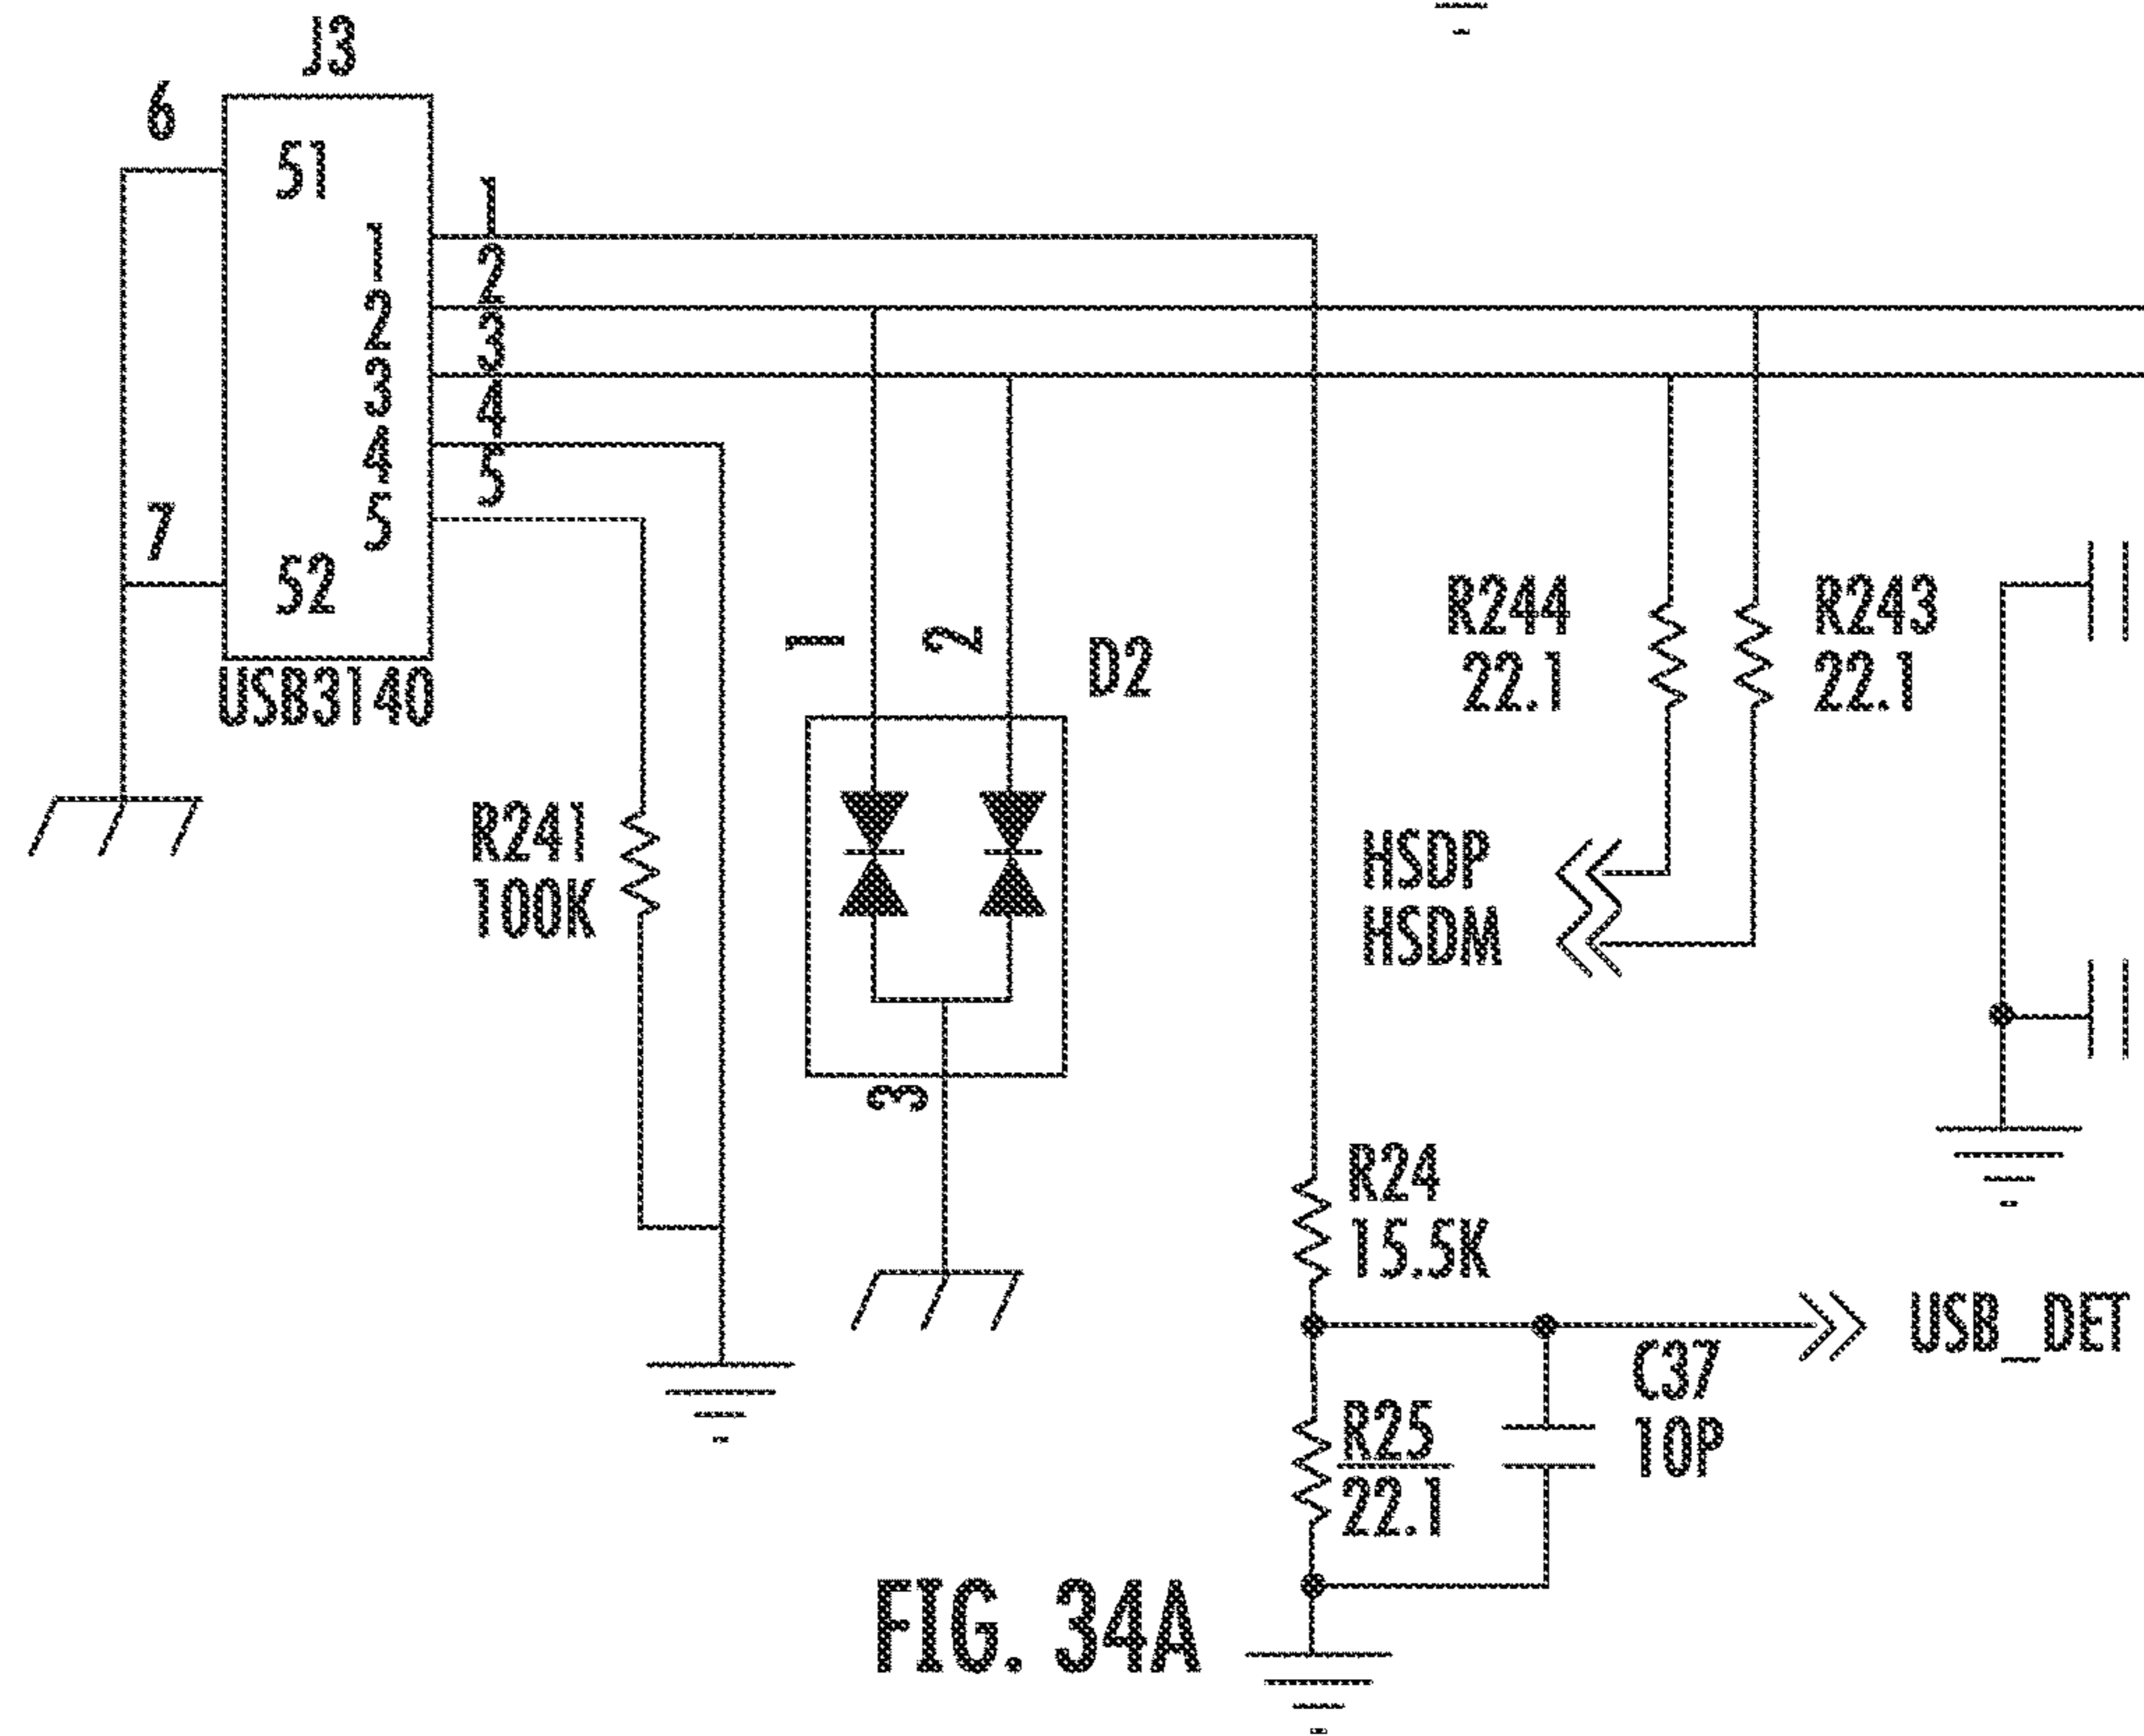 J3
6
51
1
1
2
2
3
3
4
4
5
5
7
52
USB3140
1
2
D2
R244
22.1
R243
22.1
R241
100K
HSDP
HSDM
3
R24
15.5K
USB_DET
C37
10P
R25
22.1
FIG. 34A